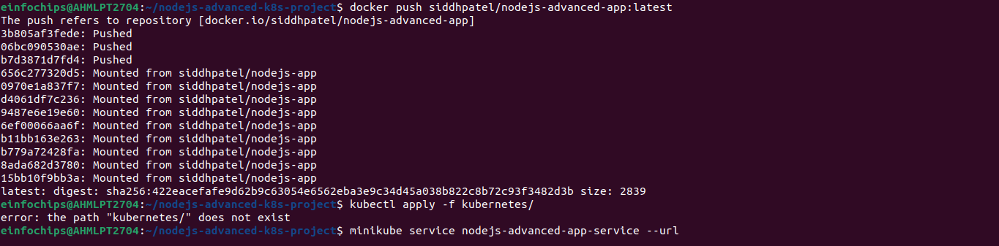 einfochips@AHMLPT2704:~/nodejs-advanced-k8s-project$ docker push siddhpatel/nodejs-advanced-app:latest
The push refers to repository [docker.io/siddhpatel/nodejs-advanced-app]
3b805af3fede: Pushed
06bc090530ae: Pushed
b7d3871d7fd4: Pushed
656c277320d5: Mounted from siddhpatel/nodejs-app
0970e1a837f7: Mounted from siddhpatel/nodejs-app
d4061df7c236: Mounted from siddhpatel/nodejs-app
9487e6e19e60: Mounted from siddhpatel/nodejs-app
6ef00066aa6f: Mounted from siddhpatel/nodejs-app
b11bb163e263: Mounted from siddhpatel/nodejs-app
b779a72428fa: Mounted from siddhpatel/nodejs-app
8ada682d3780: Mounted from siddhpatel/nodejs-app
15bb10f9bb3a: Mounted from siddhpatel/nodejs-app
latest: digest: sha256:422eacefafe9d62b9c63054e6562eba3e9c34d45a038b822c8b72c93f3482d3b size: 2839
einfochips@AHMLPT2704:~/nodejs-advanced-k8s-project$ kubectl apply -f kubernetes/
error: the path "kubernetes/" does not exist
einfochips@AHMLPT2704:~/nodejs-advanced-k8s-project$ minikube service nodejs-advanced-app-service --url